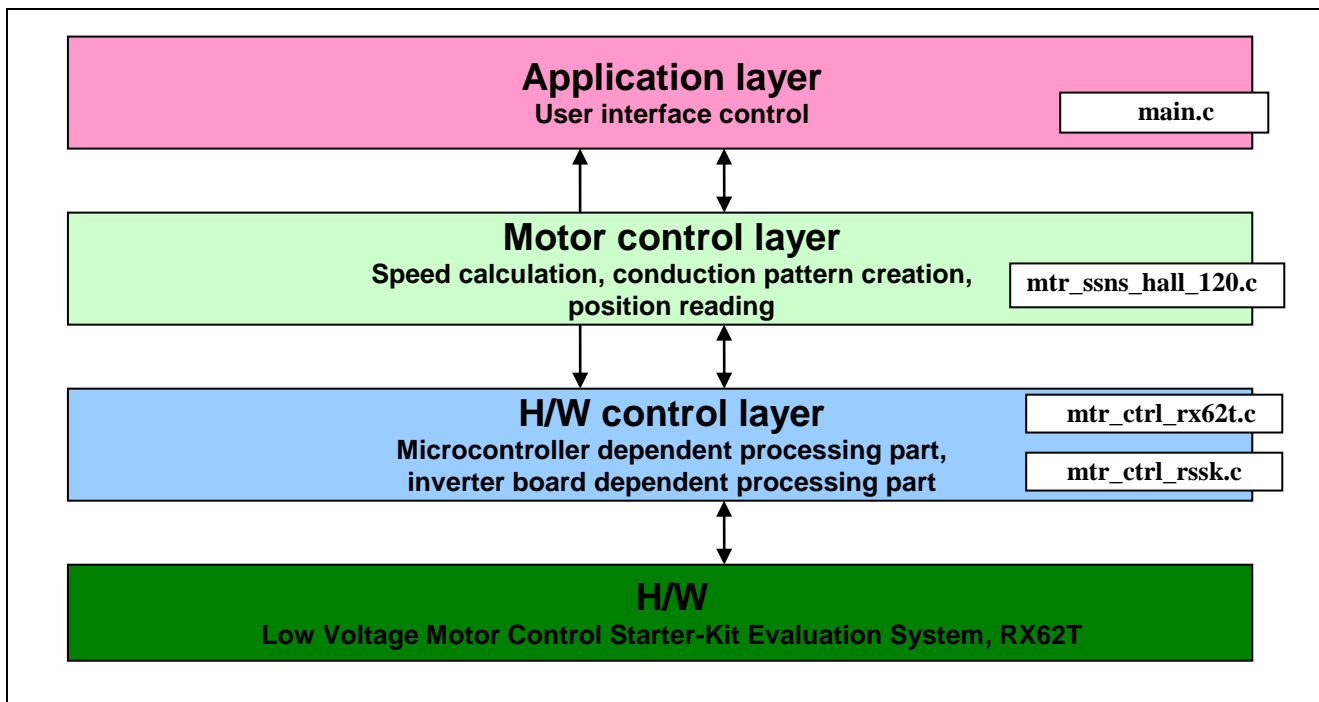 Application layer
User interface control
main.c
Motor control layer
Speed calculation, conduction pattern creation,
position reading
mtr_ssns_hall_120.c
H/W control layer
Microcontroller dependent processing part,
inverter board dependent processing part
mtr_ctrl_rx62t.c
mtr_ctrl_rssk.c
H/W
Low Voltage Motor Control Starter-Kit Evaluation System, RX62T